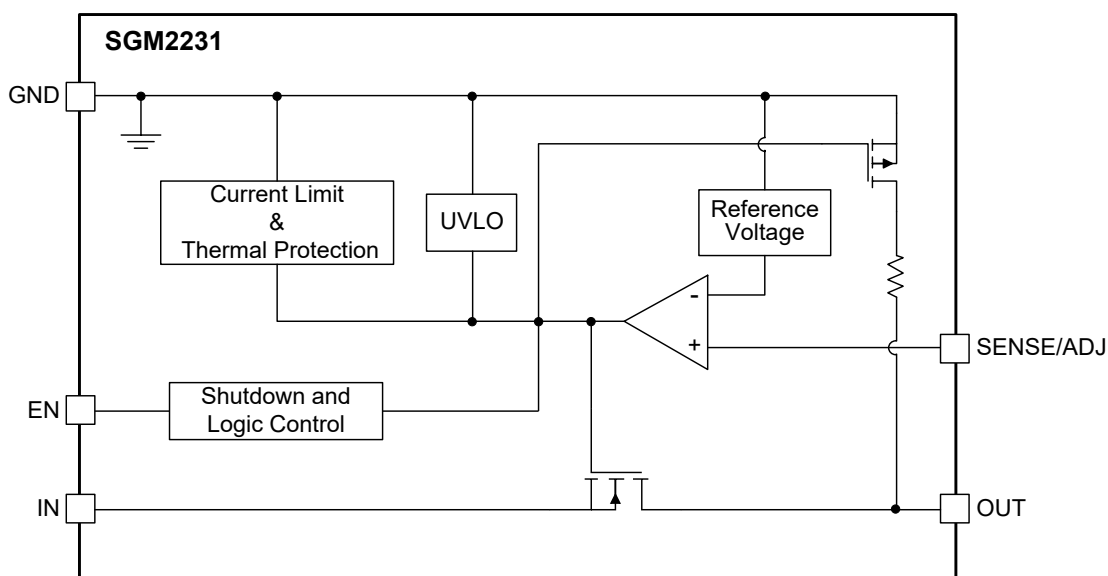 SGM2231
GND
Current Limit
&
Thermal Protection
UVLO
Reference
Voltage
-
+
SENSE/ADJ
EN
Shutdown and
Logic Control
IN
OUT